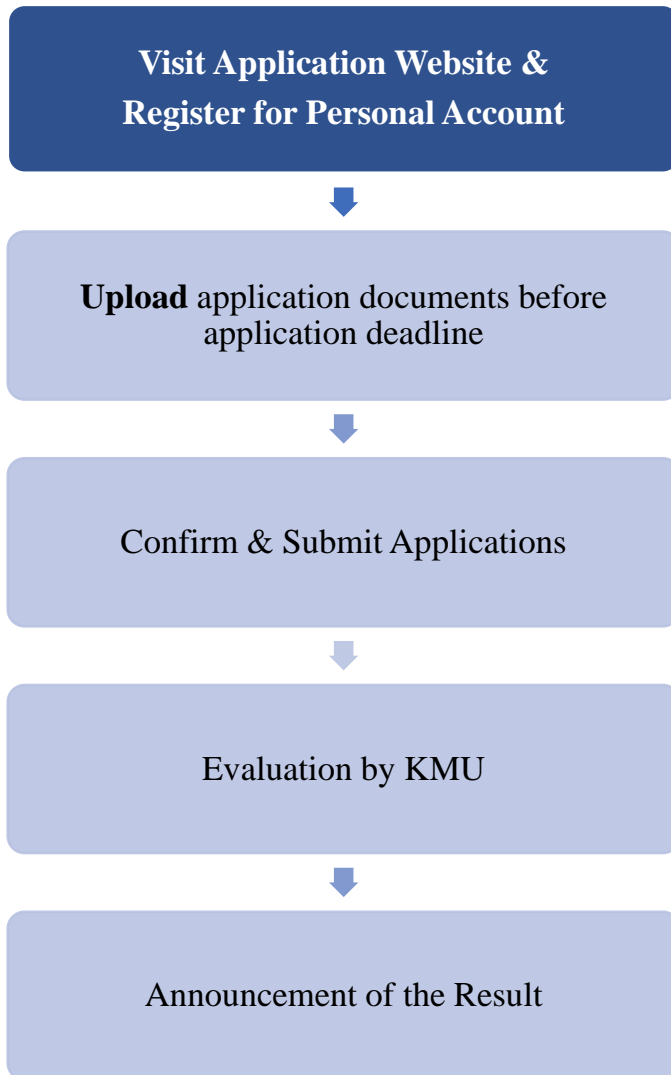 Visit Application Website &
Register for Personal Account
Upload application documents before
application deadline
Confirm & Submit Applications
Evaluation by KMU
Announcement of the Result